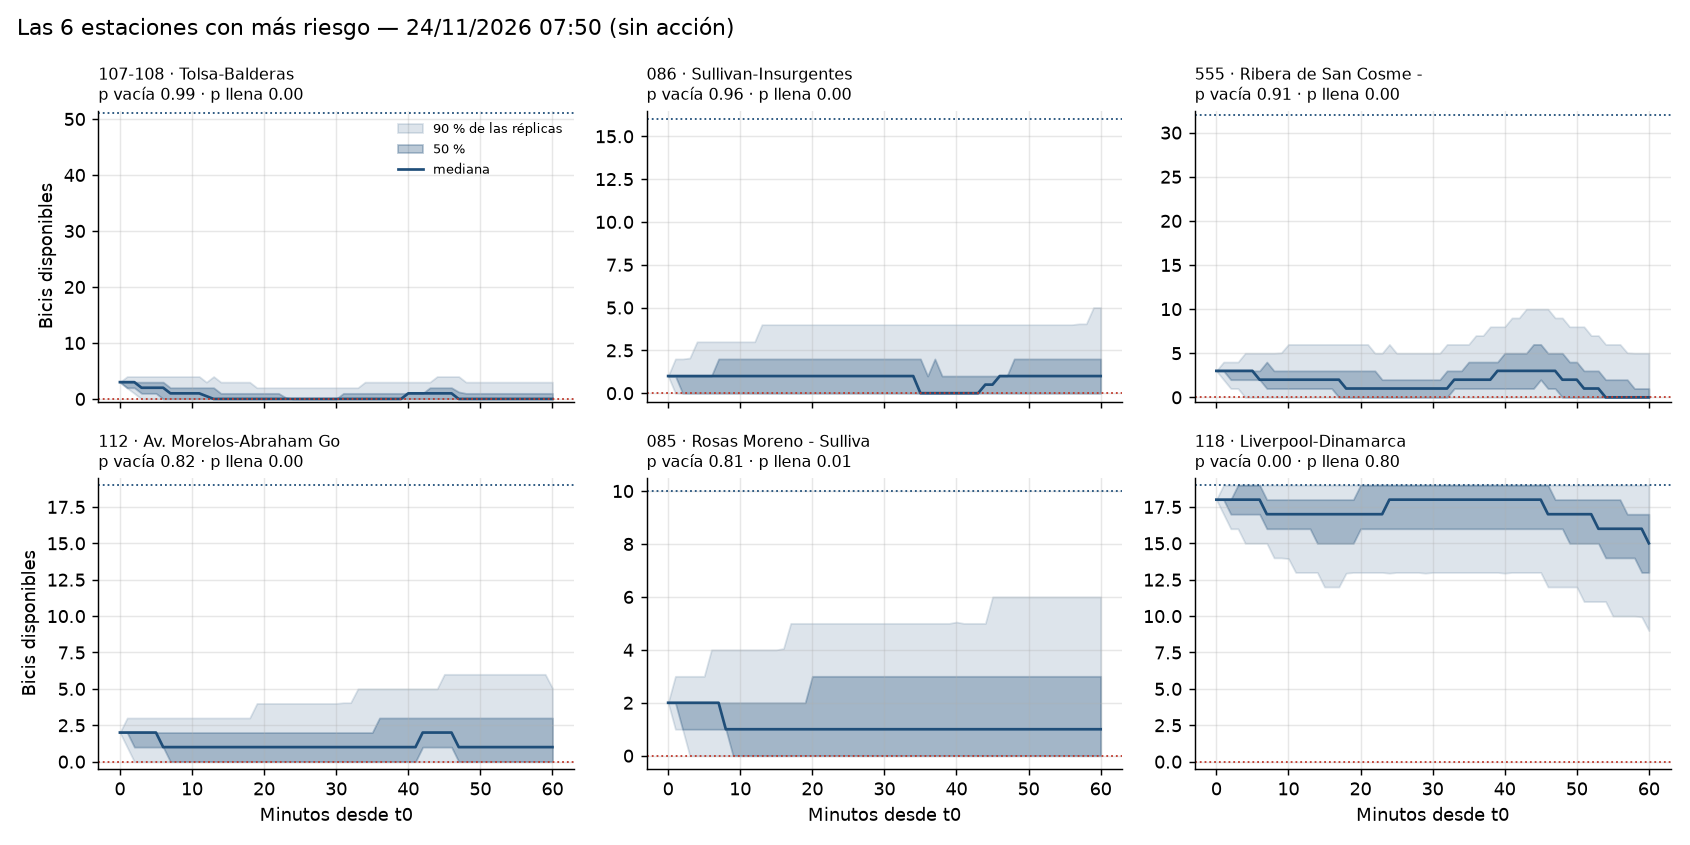 Las 6 estaciones con más riesgo — 24/11/2026 07:50 (sin acción)
107-108 · Tolsa-Balderas
p vacía 0.99 · p llena 0.00
50
40
30
20
10
0
Bicis disponibles
90 % de las réplicas
50 %
mediana
0 10 20 30 40 50 60
086 · Sullivan-Insurgentes
p vacía 0.96 · p llena 0.00
15.0
12.5
10.0
7.5
5.0
2.5
0.0
555 · Ribera de San Cosme -
p vacía 0.91 · p llena 0.00
30
25
20
15
10
5
0
112 · Av. Morelos-Abraham Go
p vacía 0.82 · p llena 0.00
17.5
15.0
12.5
10.0
7.5
5.0
2.5
0.0
Bicis disponibles
Minutos desde t0
085 · Rosas Moreno - Sulliva
p vacía 0.81 · p llena 0.01
10
8
6
4
2
0
0 10 20 30 40 50 60
Minutos desde t0
118 · Liverpool-Dinamarca
p vacía 0.00 · p llena 0.80
17.5
15.0
12.5
10.0
7.5
5.0
2.5
0.0
0 10 20 30 40 50 60
Minutos desde t0